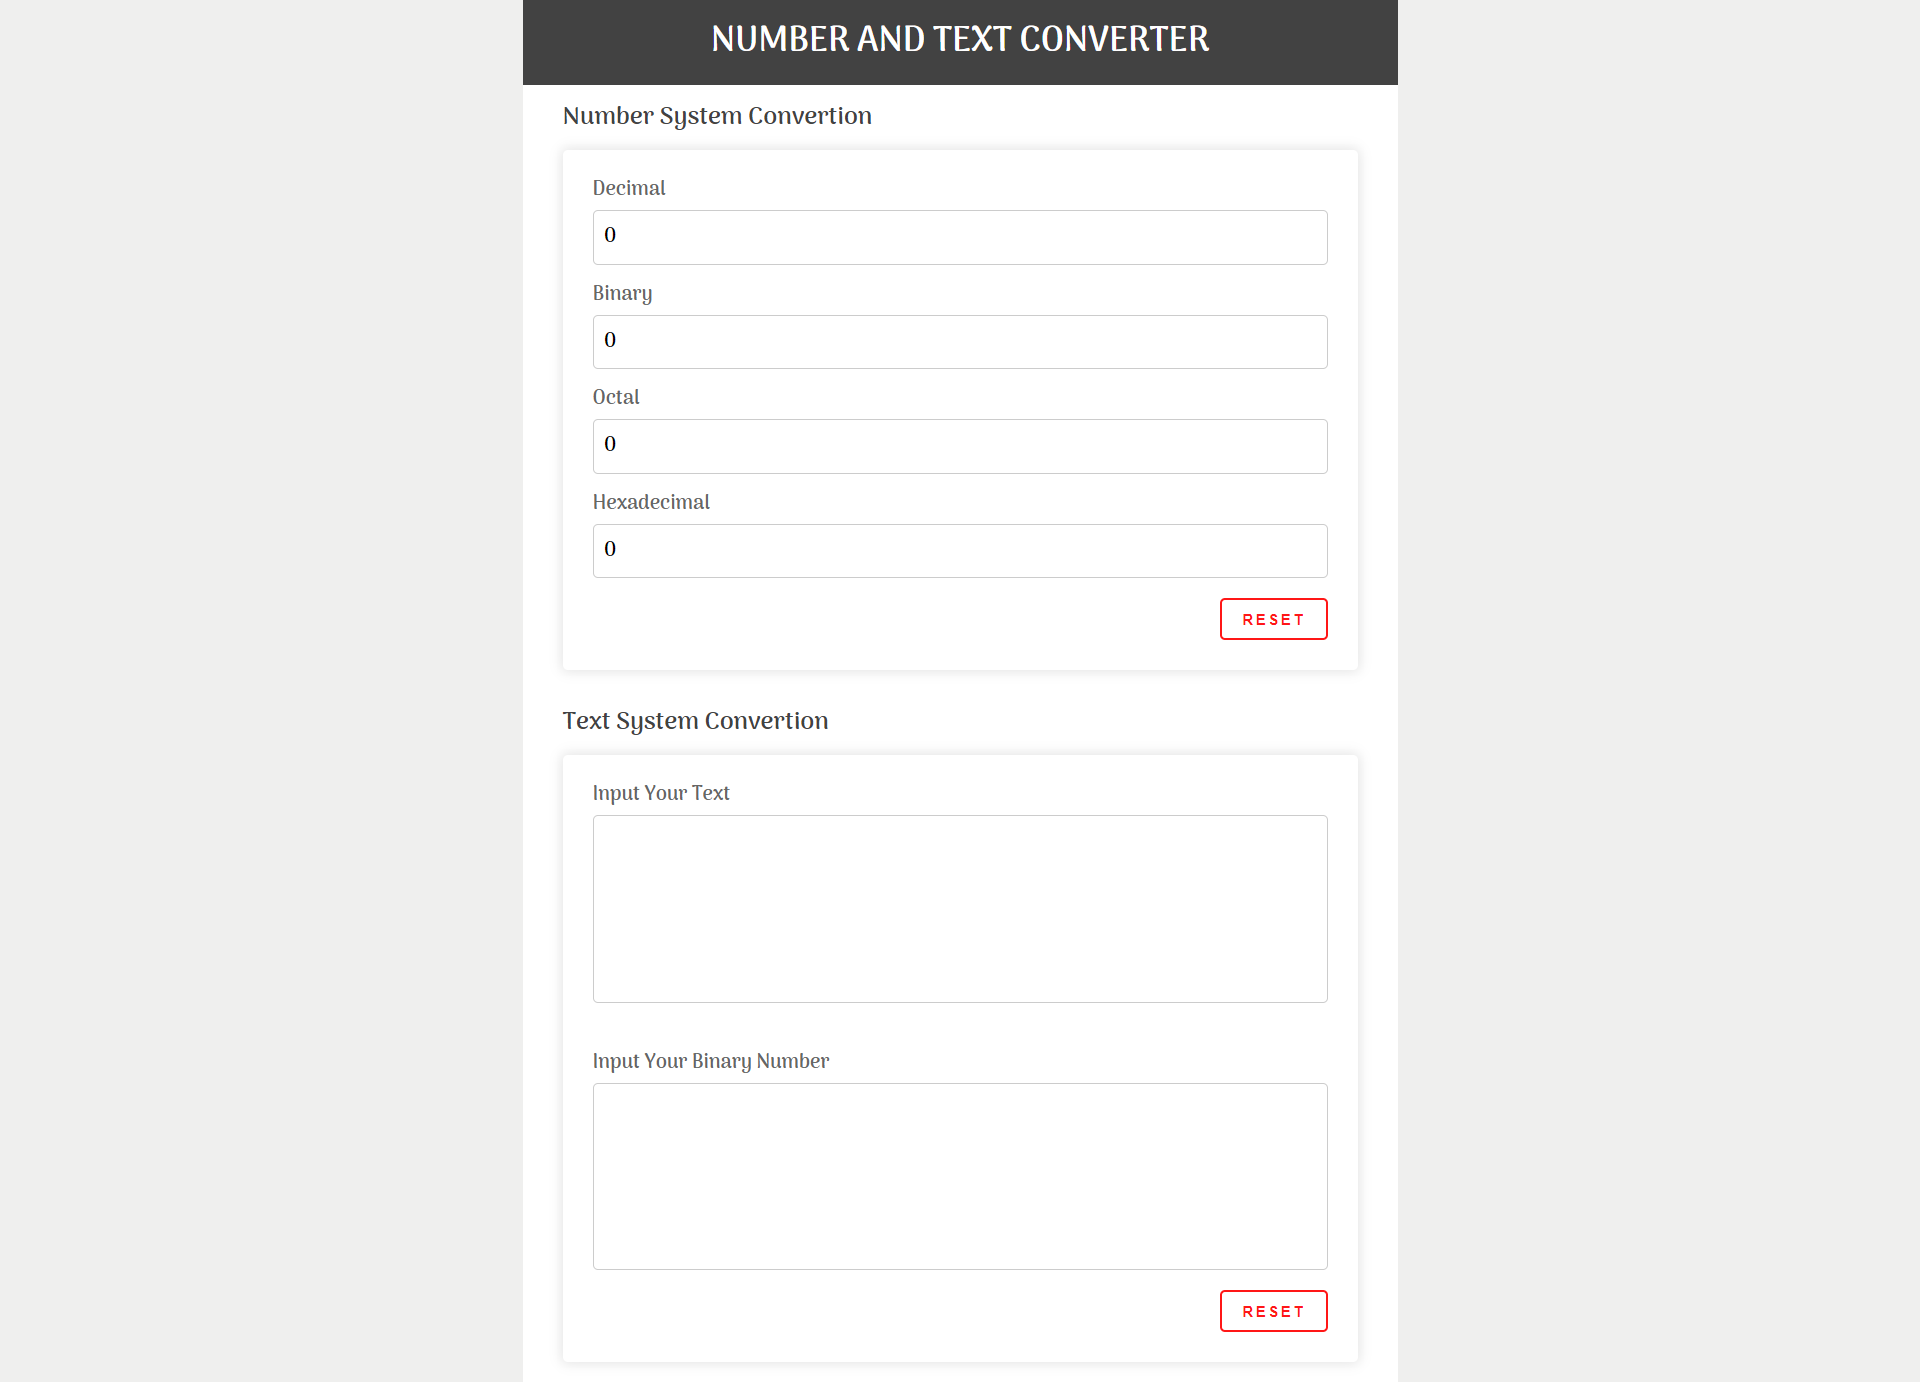 NUMBER AND TEXT CONVERTER
Number System Convertion
Decimal
0
Binary
0
Octal
0
Hexadecimal
0
RESET
Text System Convertion
Input Your Text
Input Your Binary Number
RESET